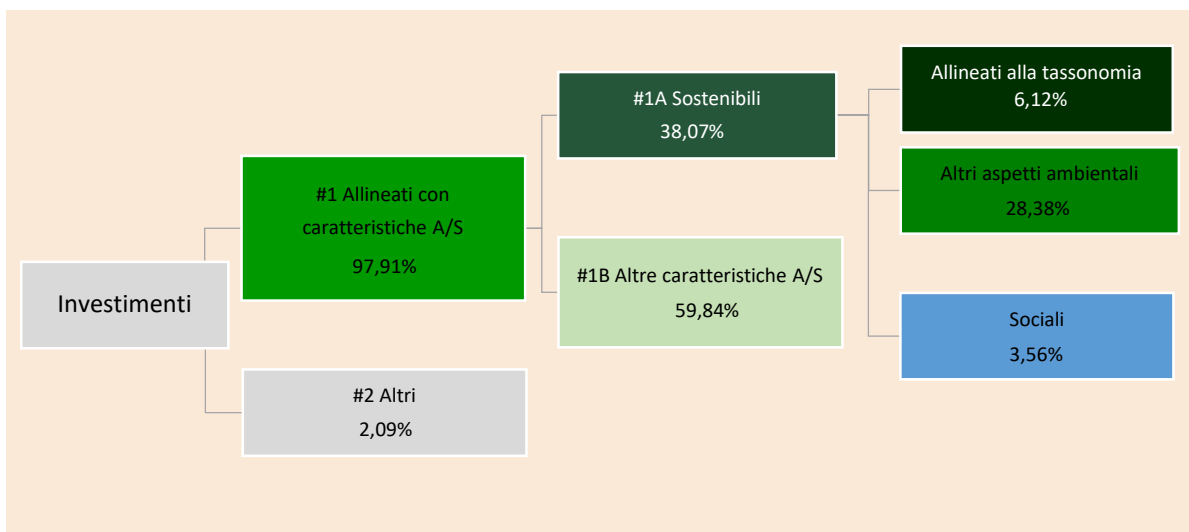 Investimenti
#1 Allineati con
caratteristiche A/S
97,91%
#2 Altri
2,09%
#1A Sostenibili
38,07%
#1B Altre caratteristiche A/S
59,84%
Allineati alla tassonomia
6,12%
Altri aspetti ambientali
28,38%
Sociali
3,56%